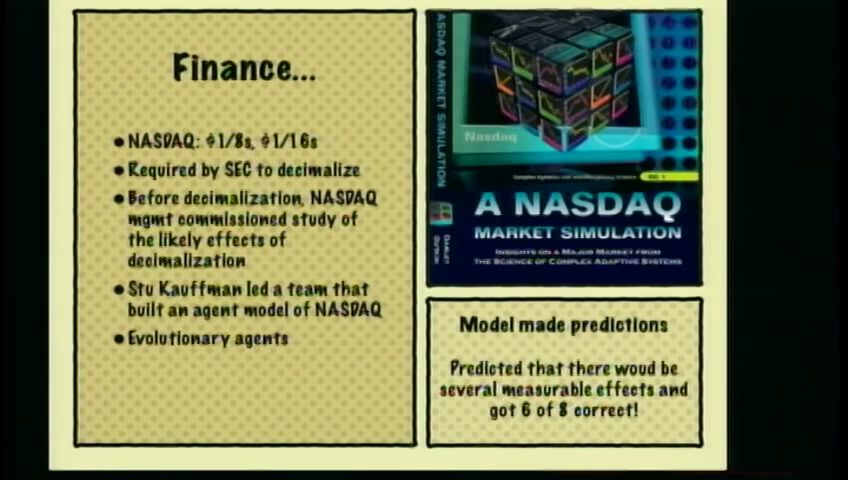 Finance...
● NASDAQ: $1/8s, $1/16s
● Required by SEC to decimalize
● Before decimalization, NASDAQ
mgmt commissioned study of
the likely effects of
decimalization
● Stu Kauffman led a team that
built an agent model of NASDAQ
● Evolutionary agents
ASDAQ MARKET SIMULATION
DARLEY
Nasdaq
A NASDAQ
MARKET SIMULATION
INSIGHTS ON A MAJOR MARKET FROM
THE SCIENCE OF COMPLEX ADAPTIVE SYSTEMS
Model made predictions
Predicted that there woud be
several measurable effects and
got 6 of 8 correct!